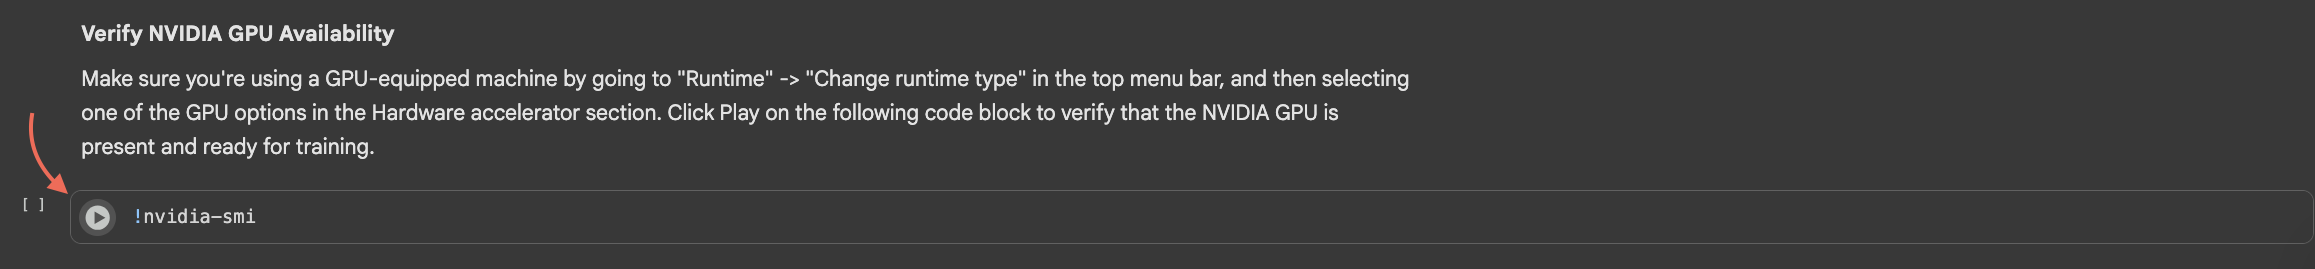 Verify NVIDIA GPU Availability
Make sure you're using a GPU-equipped machine by going to "Runtime" -> "Change runtime type" in the top menu bar, and then selecting
one of the GPU options in the Hardware accelerator section. Click Play on the following code block to verify that the NVIDIA GPU is
present and ready for training.
[ ] !nvidia-smi